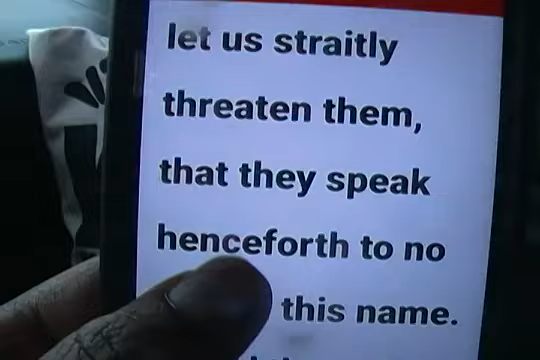 let us straitly
threaten them,
that they speak
henceforth to no
this name.